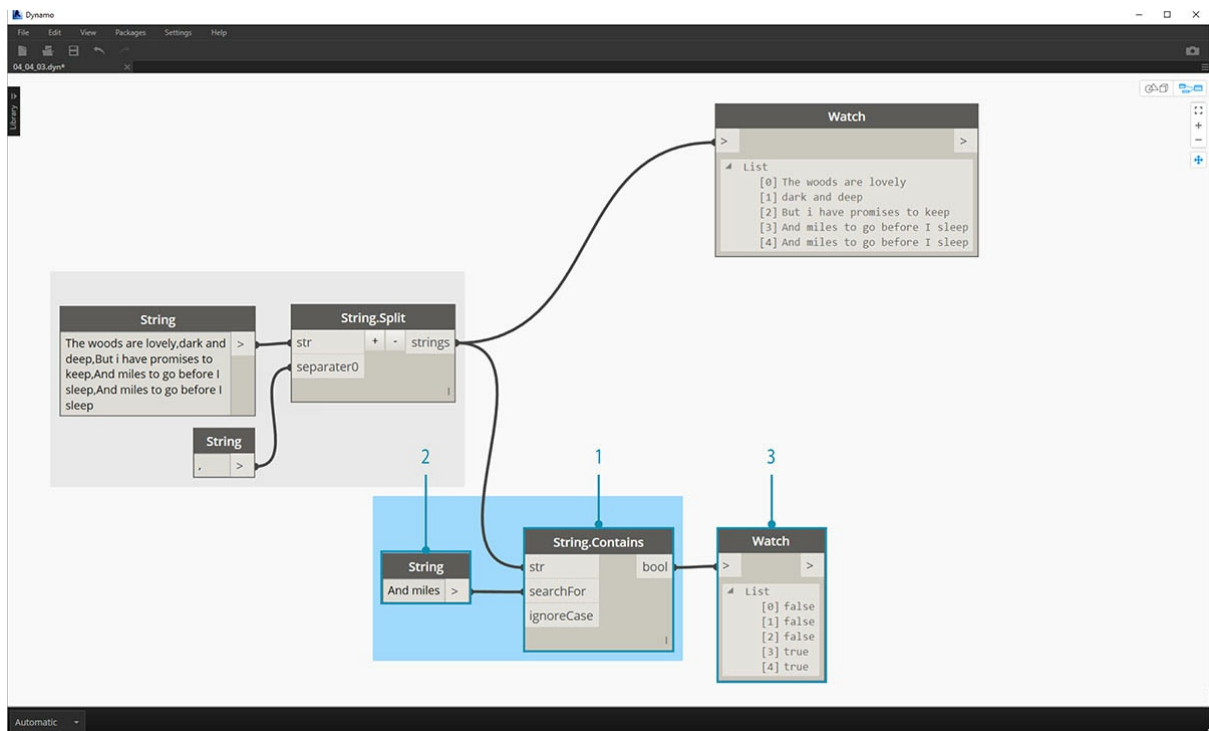 Dynamo
File Edit View Packages Settings Help
04_04_03.dyn*
Library
Watch
> >
List
[0] The woods are lovely
[1] dark and deep
[2] But i have promises to keep
[3] And miles to go before I sleep
[4] And miles to go before I sleep
String
The woods are lovely,dark and
deep,But i have promises to
keep,And miles to go before I
sleep,And miles to go before I
sleep
>
String.Split
str + - strings
separater0
String
, >
2
1
3
String
And miles >
String.Contains
str bool
searchFor
ignoreCase
Watch
> >
List
[0] false
[1] false
[2] false
[3] true
[4] true
Automatic